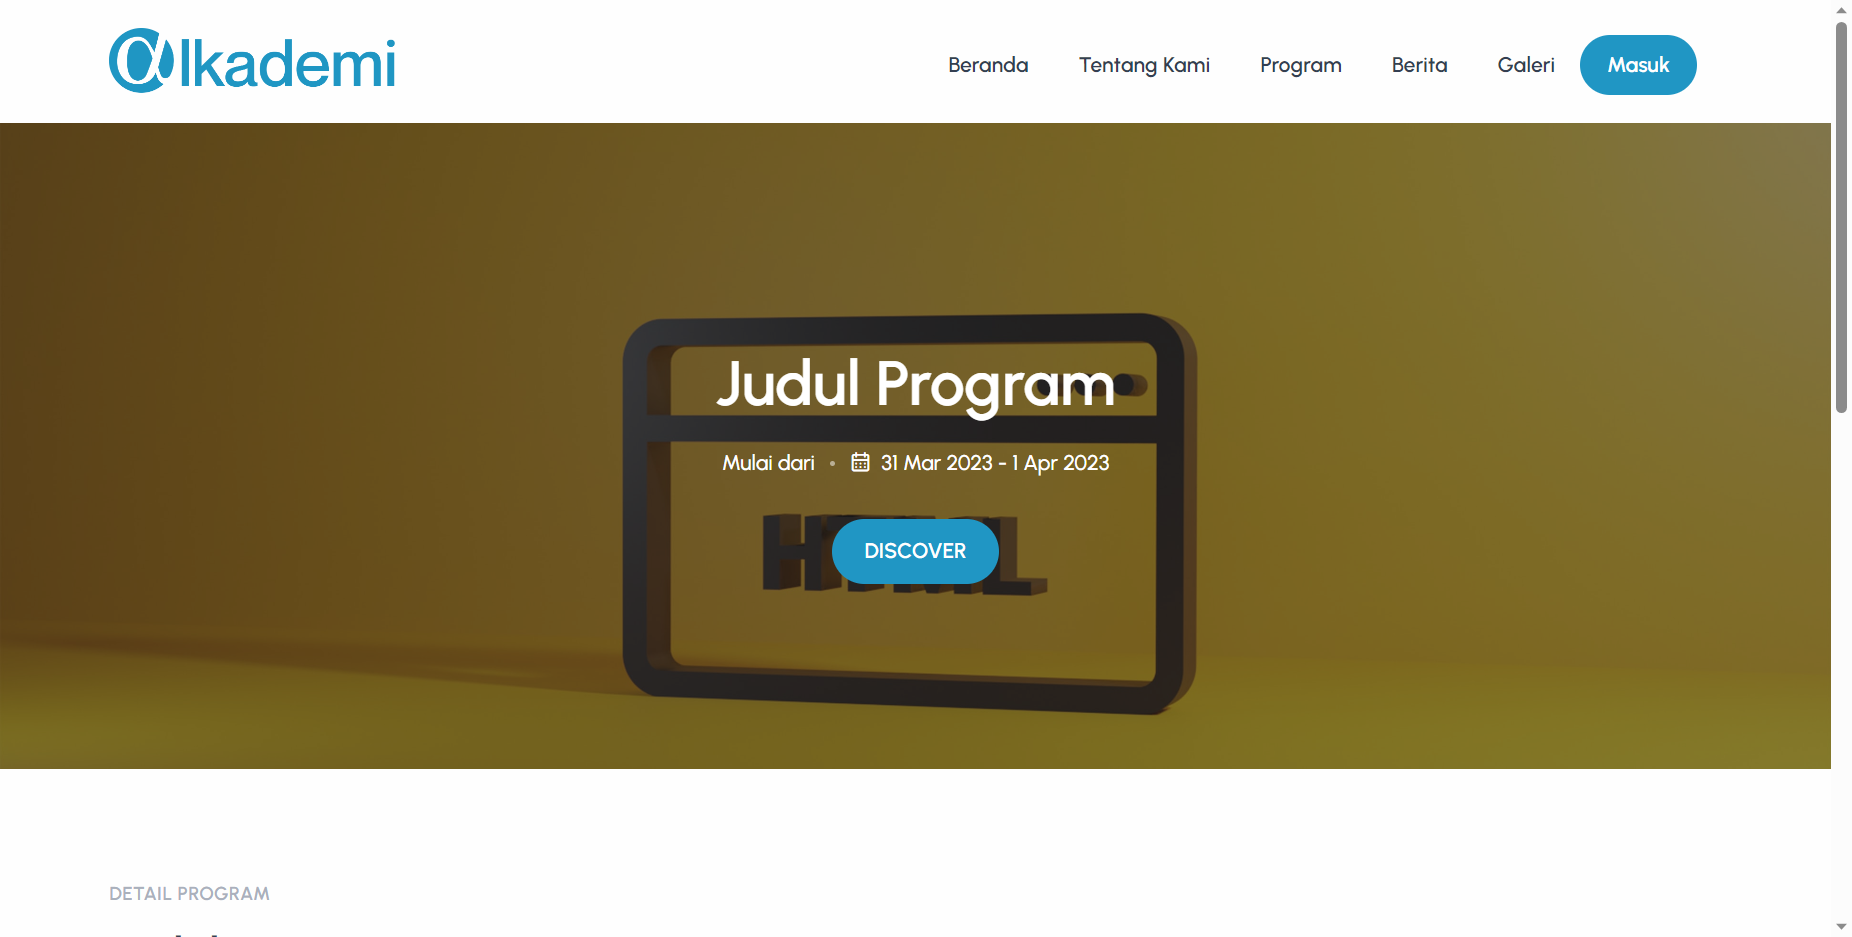 αlkademi
Beranda Tentang Kami Program Berita Galeri Masuk
Judul Program
Mulai dari • 31 Mar 2023 - 1 Apr 2023
HTML
DISCOVER
DETAIL PROGRAM